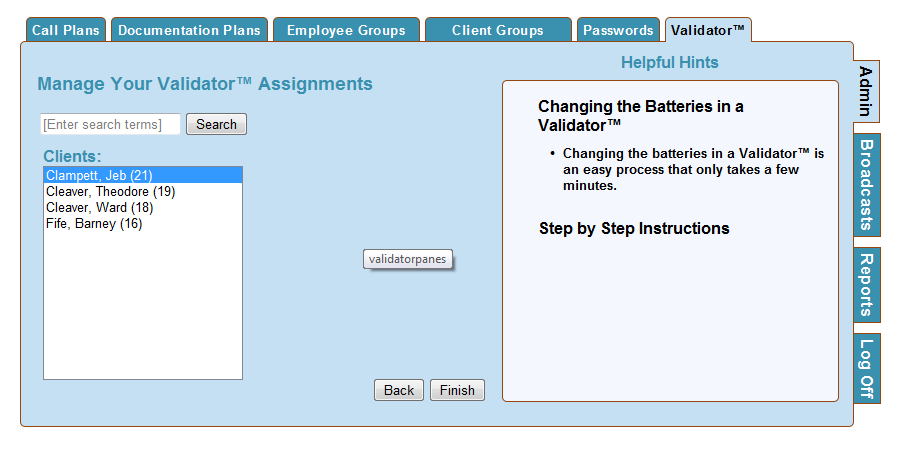 Call Plans
Documentation Plans
Employee Groups
Client Groups
Passwords
Validator™
Manage Your Validator™ Assignments
[Enter search terms]
Search
Clients:
Clampett, Jeb (21)
Cleaver, Theodore (19)
Cleaver, Ward (18)
Fife, Barney (16)
validatorpanes
Back
Finish
Helpful Hints
Changing the Batteries in a
Validator™
• Changing the batteries in a Validator™ is
an easy process that only takes a few
minutes.
Step by Step Instructions
Admin
Broadcasts
Reports
Log Off